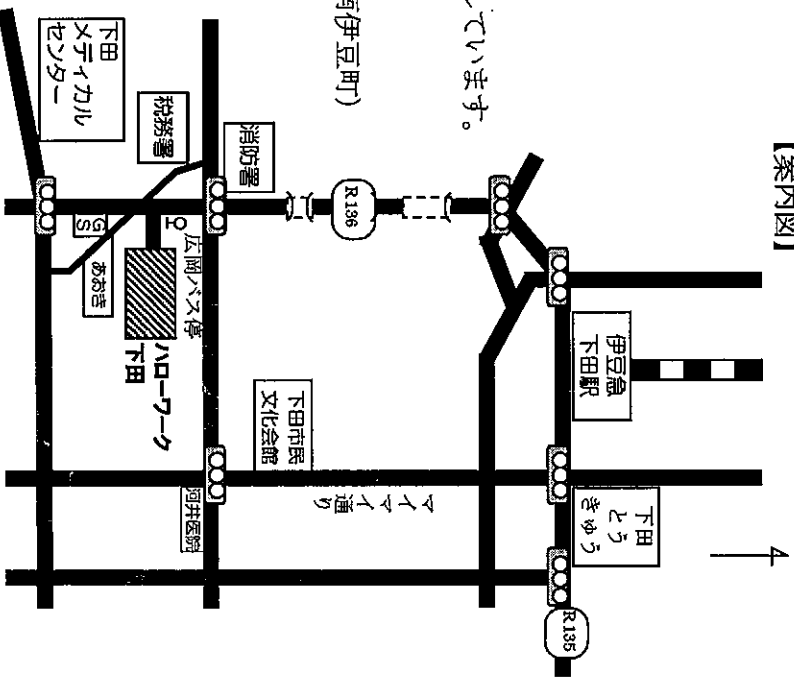 【案内図】
しています。
南伊豆町)
下田
メディカル
センター
税務署
消防署
R136
GS
あおき
広岡バス停
ハローワーク
下田
伊豆急
下田駅
下田市民
文化会館
マイマイ
通り
河井医院
下田
とう
きゅう
R135
4